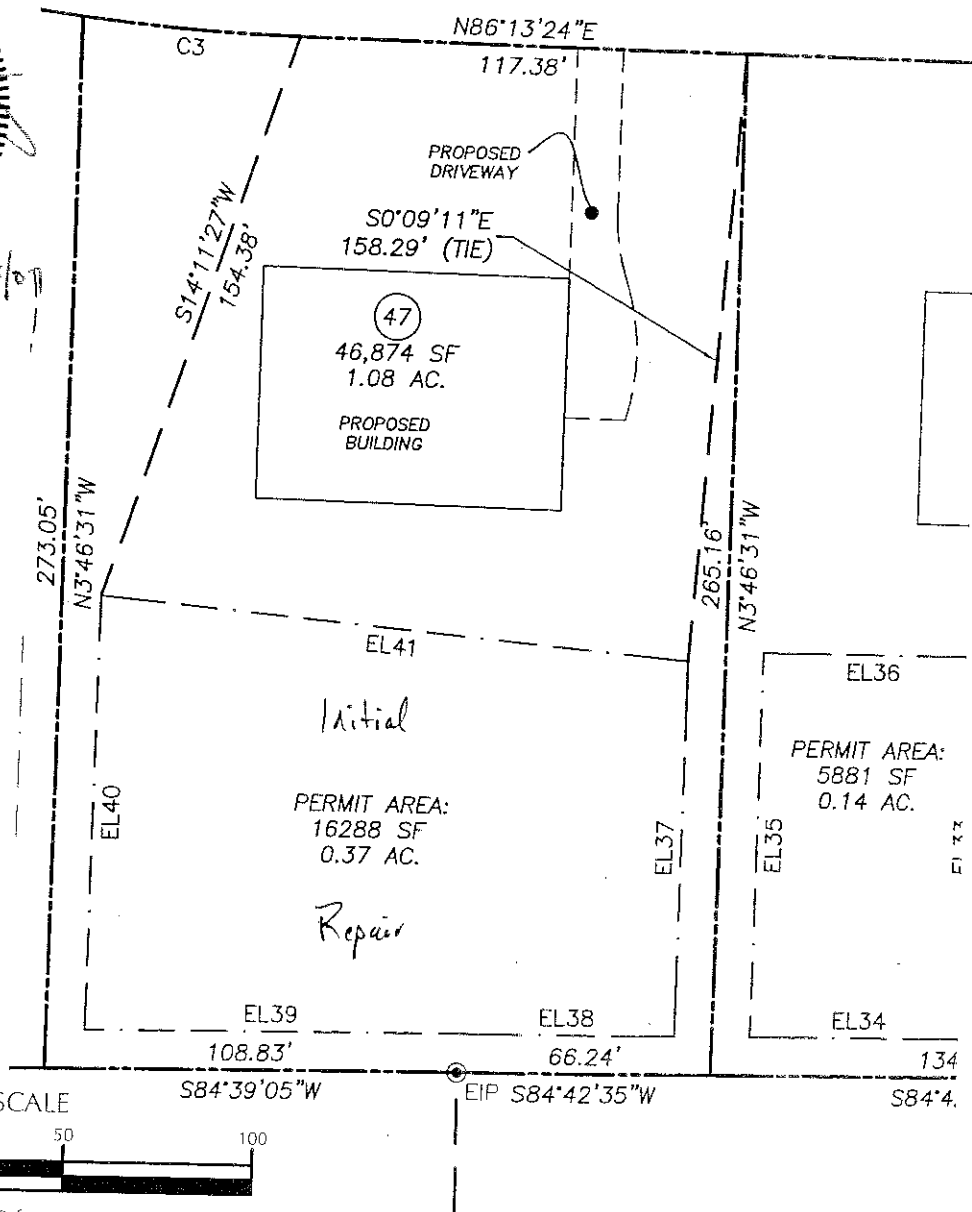 N86°13'24"E
C3
117.38'
PROPOSED
DRIVEWAY
S14°11'27"W
154.38'
S0°09'11"E
158.29' (TIE)
47
46,874 SF
1.08 AC.
PROPOSED
BUILDING
273.05'
N3°46'31"W
265.16'
N3°46'31"W
EL41
EL36
Initial
PERMIT AREA:
5881 SF
0.14 AC.
EL40
PERMIT AREA:
16288 SF
0.37 AC.
EL37
EL35
Repair
EL39
EL38
EL34
108.83'
66.24'
134
S84°39'05"W
EIP
S84°42'35"W
S84°4
SCALE
50
100